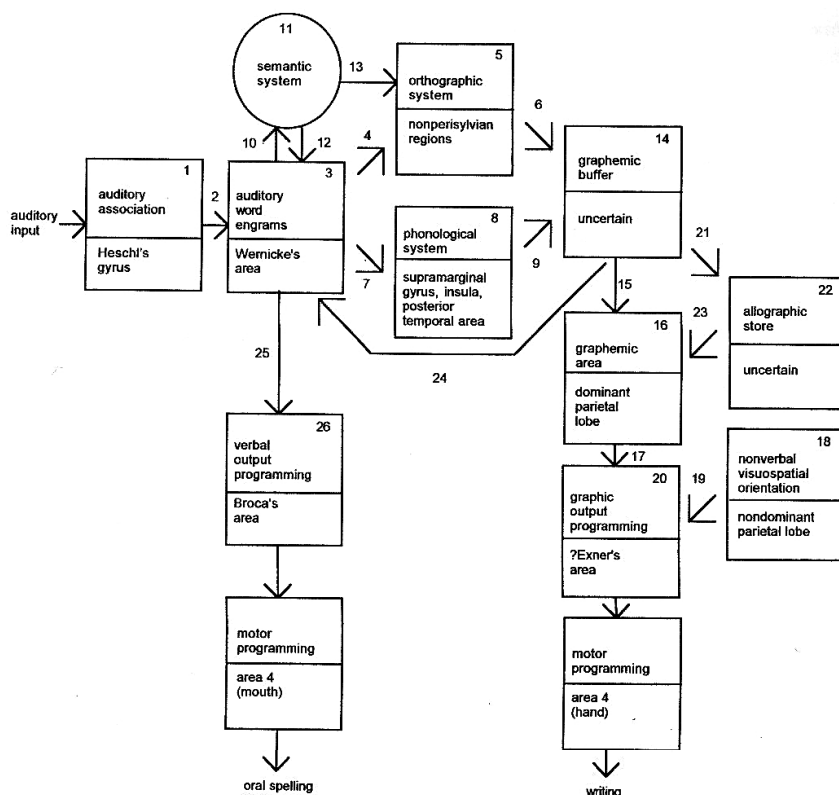 11
semantic
system
13
5
orthographic
system
nonperisylvian
regions
6
10
12
4
14
graphemic
buffer
uncertain
1
auditory
association
Heschl's
gyrus
auditory
input
2
3
auditory
word
engrams
Wernicke's
area
7
8
phonological
system
supramarginal
gyrus, insula,
posterior
temporal area
9
21
15
22
allographic
store
uncertain
23
16
graphemic
area
dominant
parietal
lobe
24
25
26
verbal
output
programming
Broca's
area
17
18
nonverbal
visuospatial
orientation
nondominant
parietal lobe
19
20
graphic
output
programming
?Exner's
area
motor
programming
area 4
(mouth)
motor
programming
area 4
(hand)
oral spelling
writing